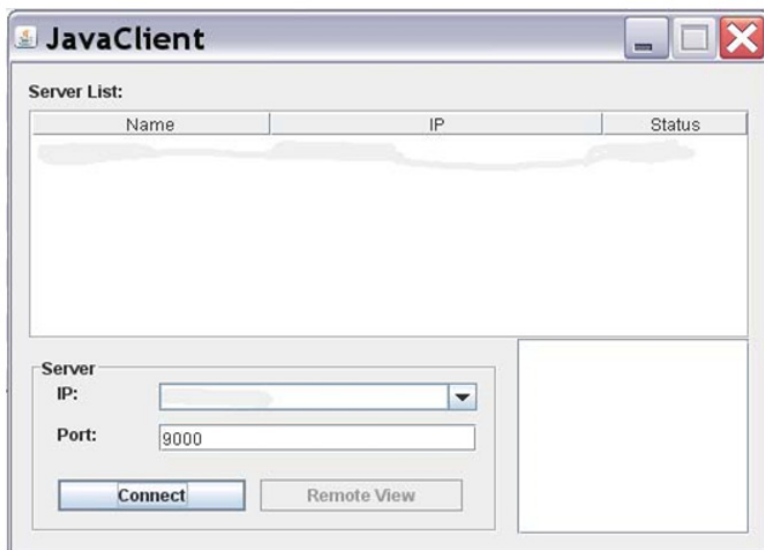 JavaClient
Server List:
Name IP Status
Server
IP:
Port: 9000
Connect Remote View